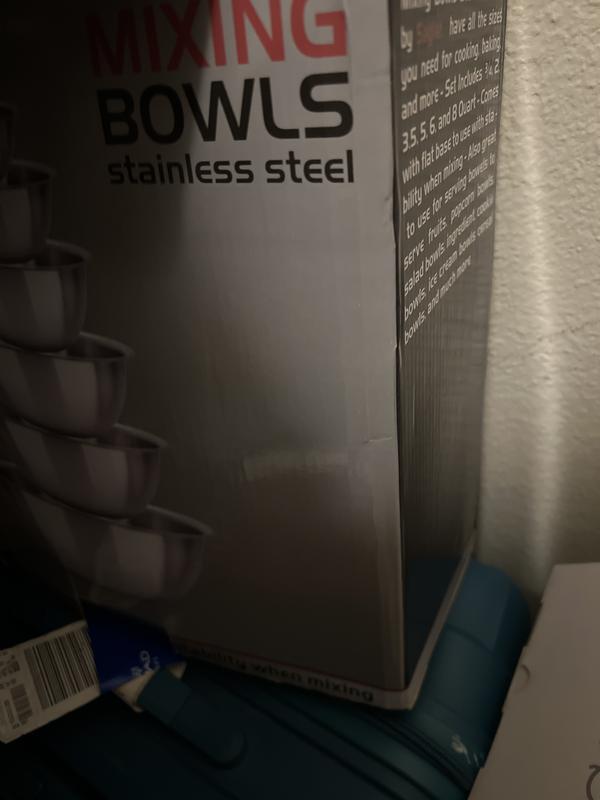 MIXING
BOWLS
stainless steel
have all the sizes
you need for cooking, baking
and more - Set Includes ¾, 2,
3.5, 5, 6, and 8 Quart - Comes
with flat base to use with sta-
bility when mixing - Also great
to use for serving bowls: to
serve fruits, popcorn bowls,
salad bowls, ingredient, cookie
bowls, ice cream bowls, cereal
bowls, and much more.
stability when mixing